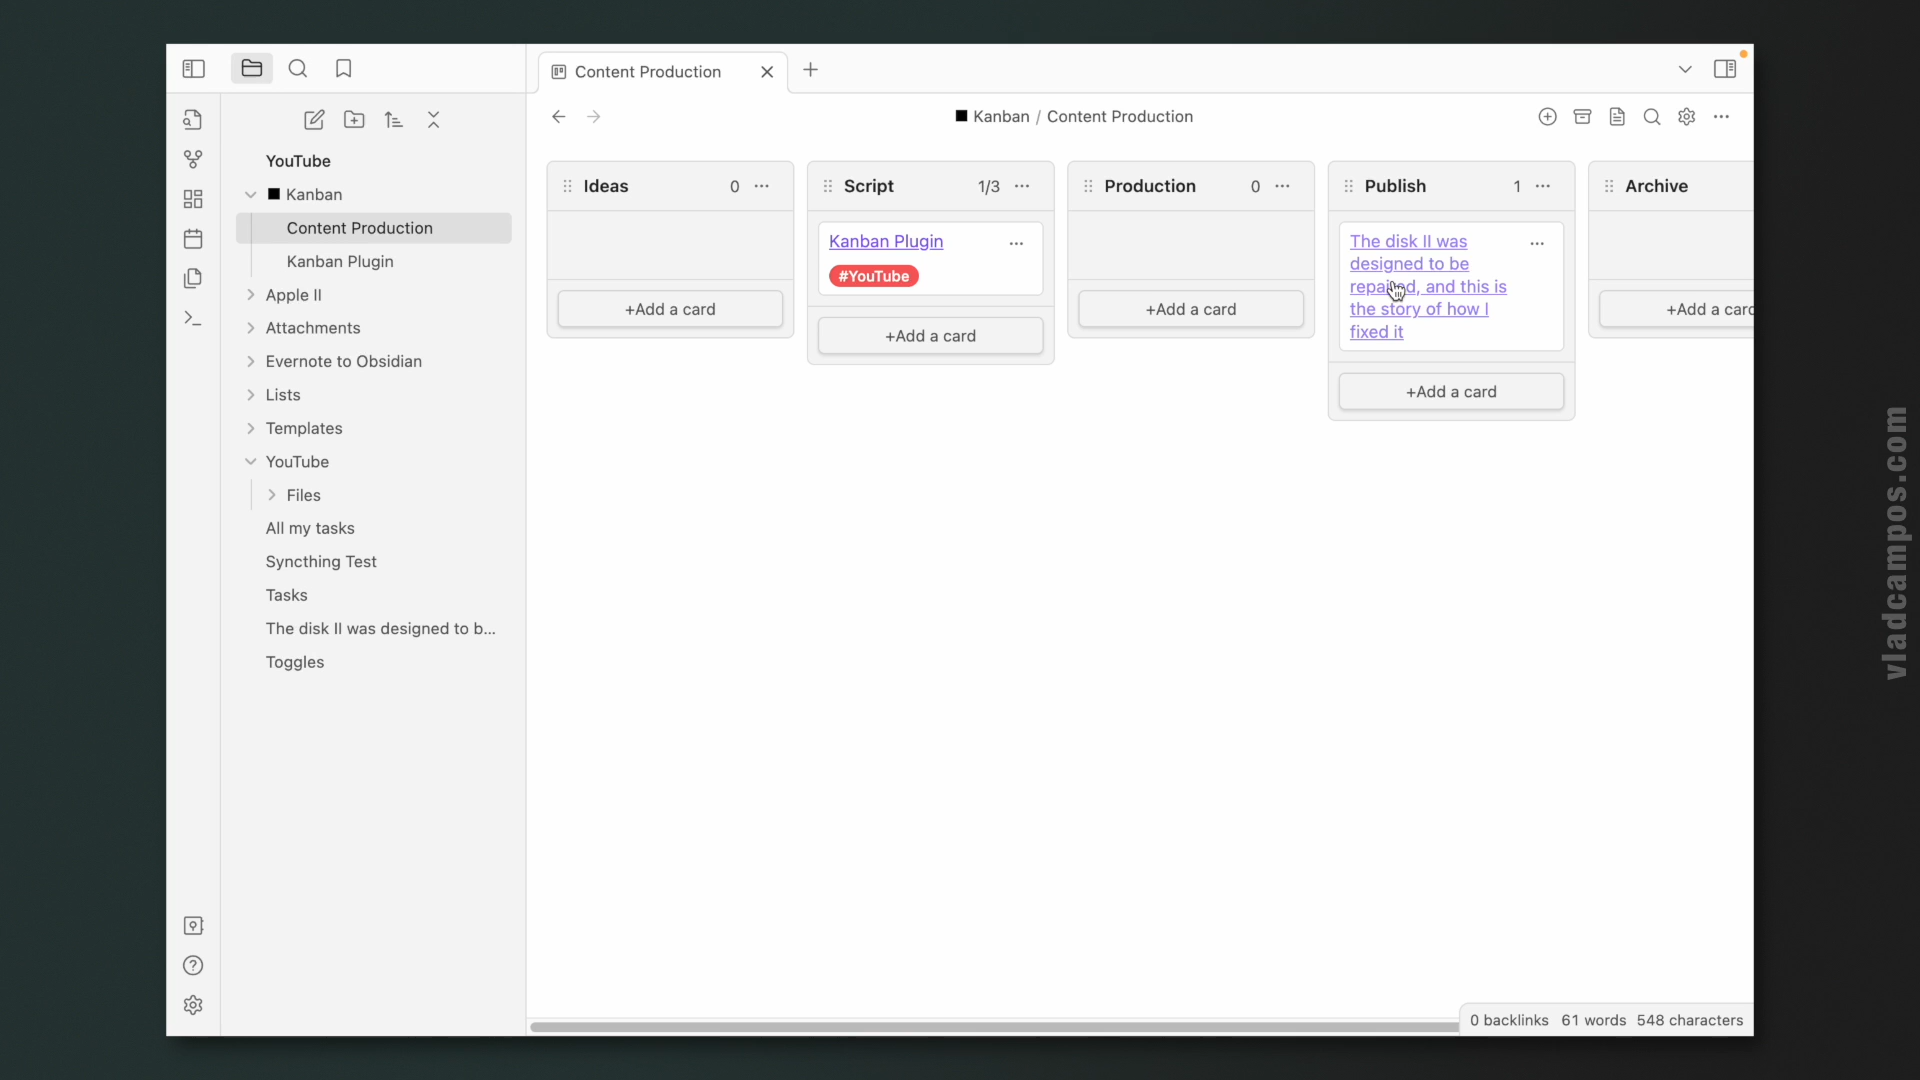 Content Production
Kanban / Content Production
YouTube
Kanban
Content Production
Kanban Plugin
Apple II
Attachments
Evernote to Obsidian
Lists
Templates
YouTube
Files
All my tasks
Syncthing Test
Tasks
The disk II was designed to b...
Toggles
Ideas 0
+Add a card
Script 1/3
Kanban Plugin
#YouTube
+Add a card
Production 0
+Add a card
Publish 1
The disk II was
designed to be
repaired, and this is
the story of how I
fixed it
+Add a card
Archive
+Add a card
0 backlinks 61 words 548 characters
vladcampos.com